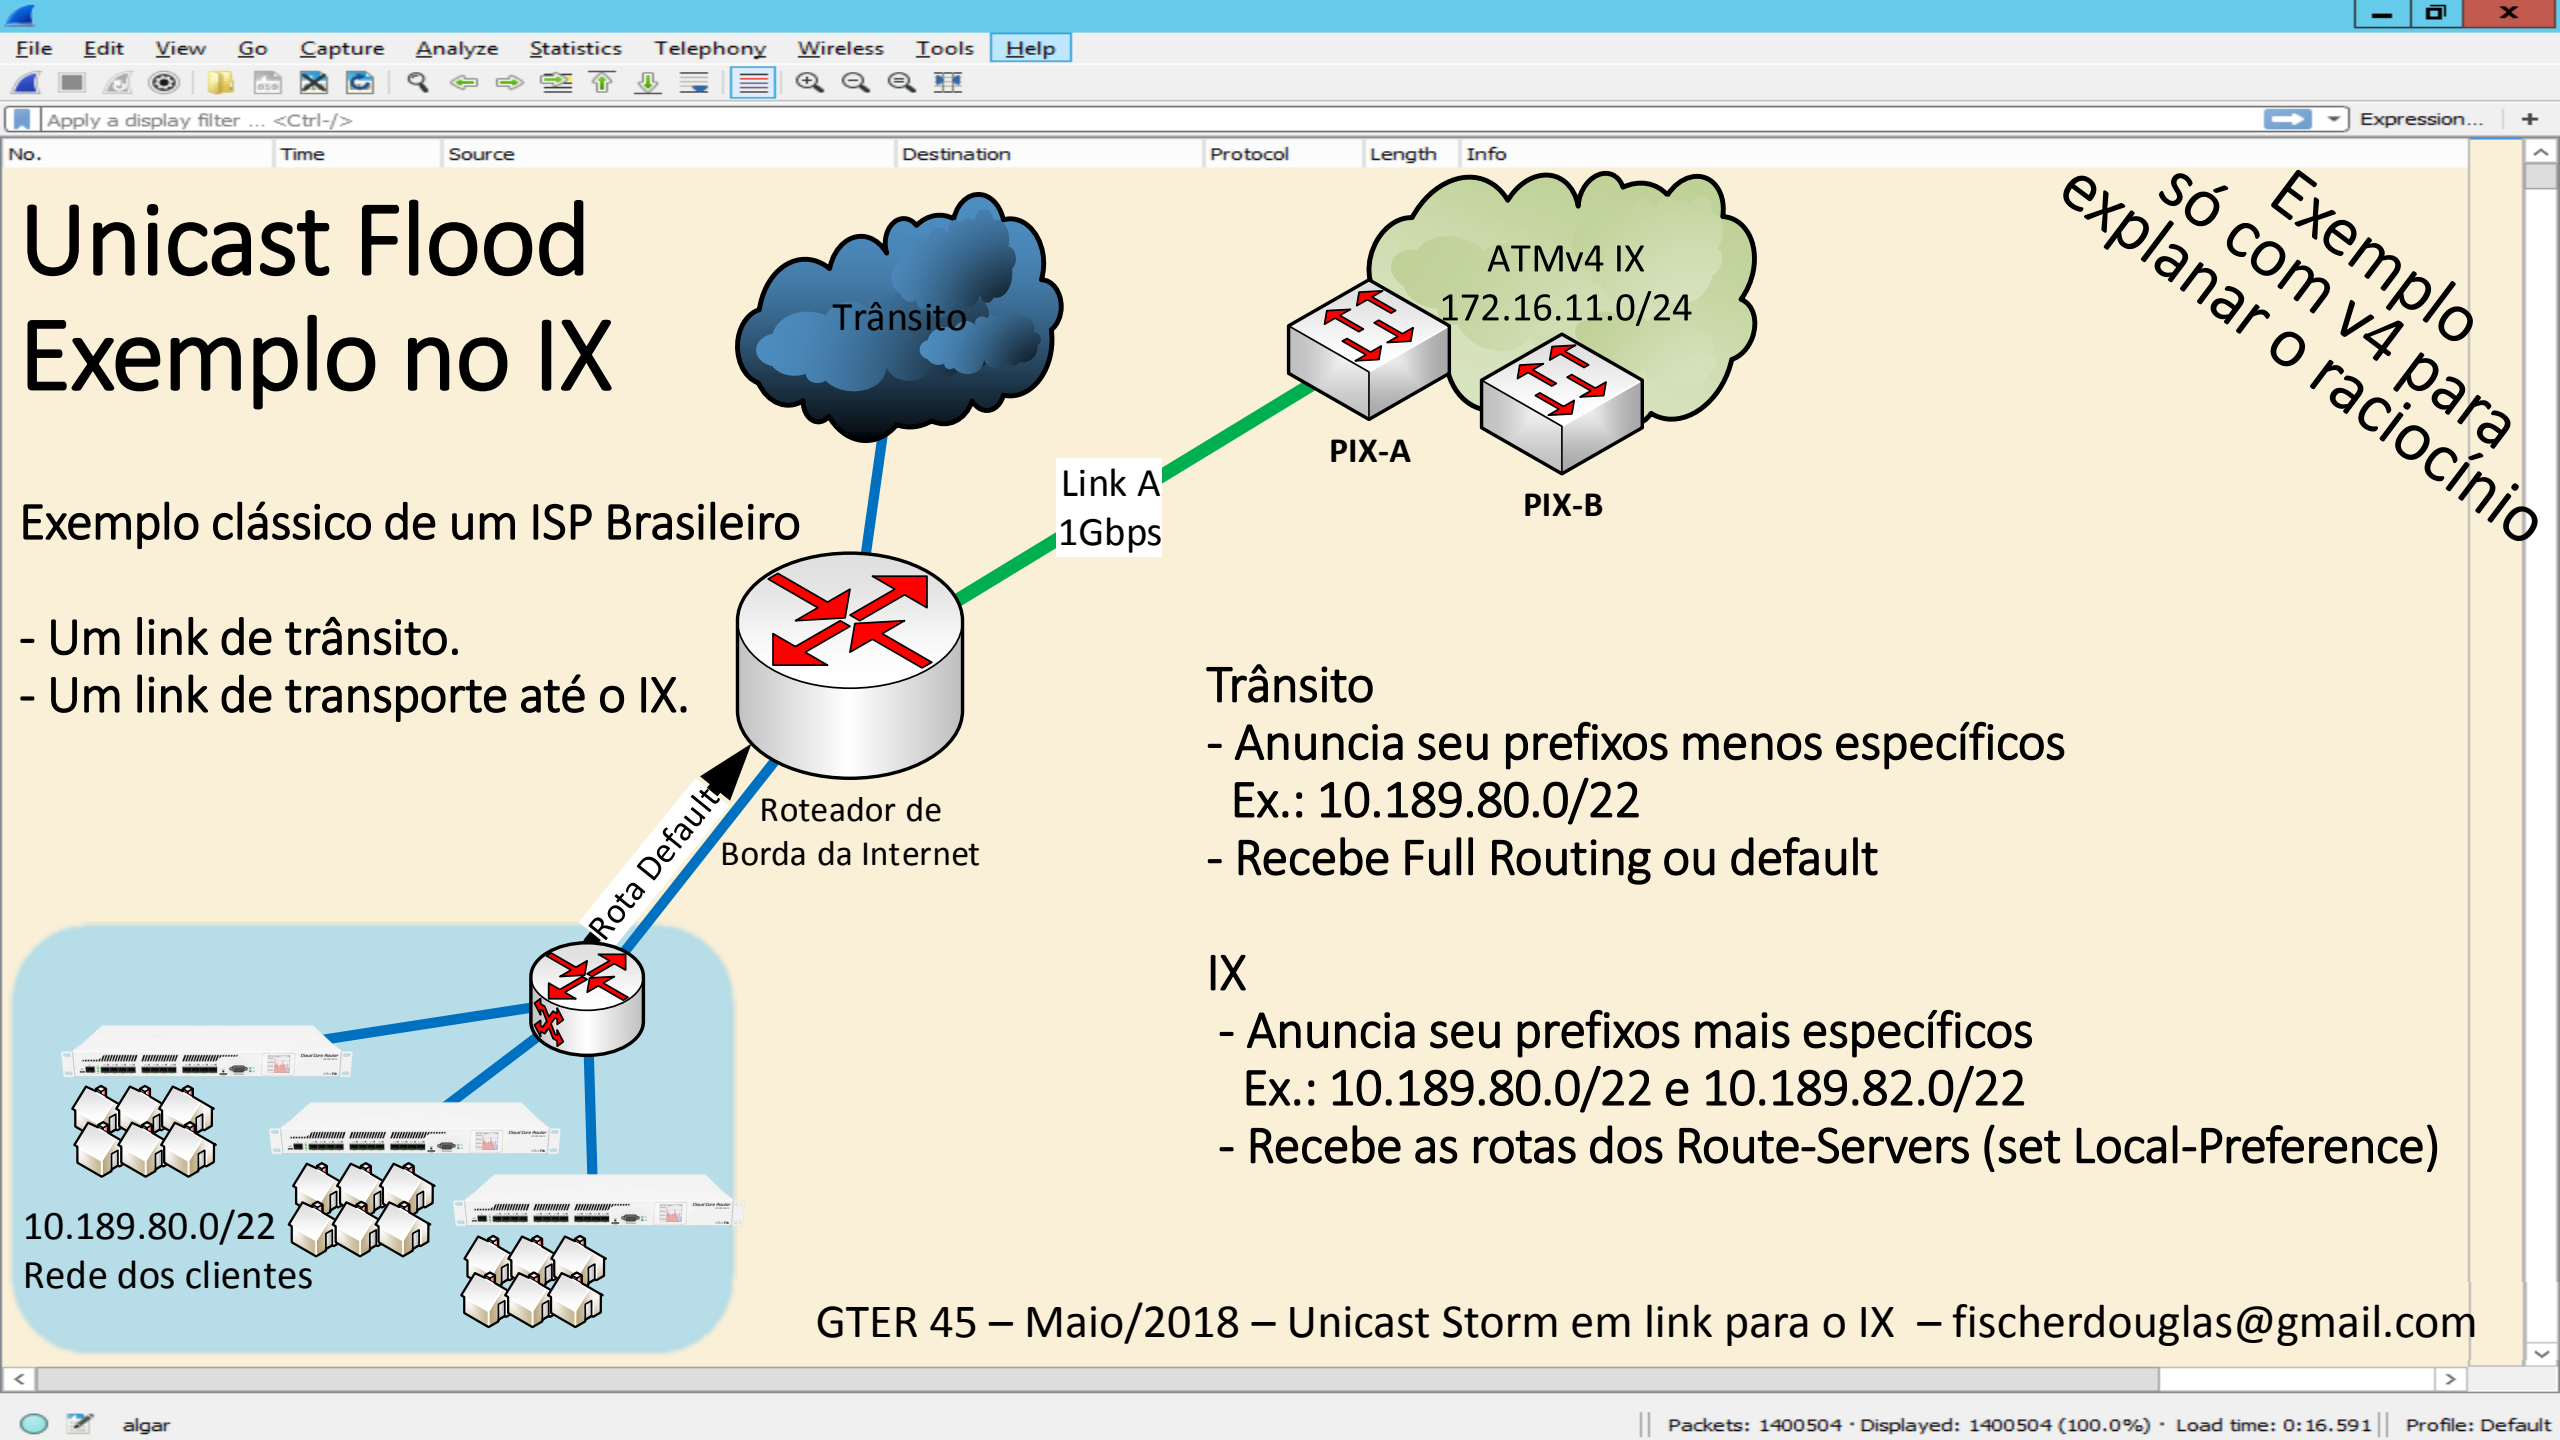 File Edit View Go Capture Analyze Statistics Telephony Wireless Tools Help
Apply a display filter ... <Ctrl-/>
Expression... +
No. Time Source Destination Protocol Length Info
Unicast Flood
Exemplo no IX
Exemplo
só com v4 para
explanar o raciocínio
Trânsito
ATMv4 IX
172.16.11.0/24
PIX-A
PIX-B
Link A
1Gbps
Exemplo clássico de um ISP Brasileiro
- Um link de trânsito.
- Um link de transporte até o IX.
Rota Default
Roteador de
Borda da Internet
Trânsito
- Anuncia seu prefixos menos específicos
Ex.: 10.189.80.0/22
- Recebe Full Routing ou default
IX
- Anuncia seu prefixos mais específicos
Ex.: 10.189.80.0/22 e 10.189.82.0/22
- Recebe as rotas dos Route-Servers (set Local-Preference)
10.189.80.0/22
Rede dos clientes
GTER 45 – Maio/2018 – Unicast Storm em link para o IX – fischerdouglas@gmail.com
algar
Packets: 1400504 · Displayed: 1400504 (100.0%) · Load time: 0:16.591
Profile: Default